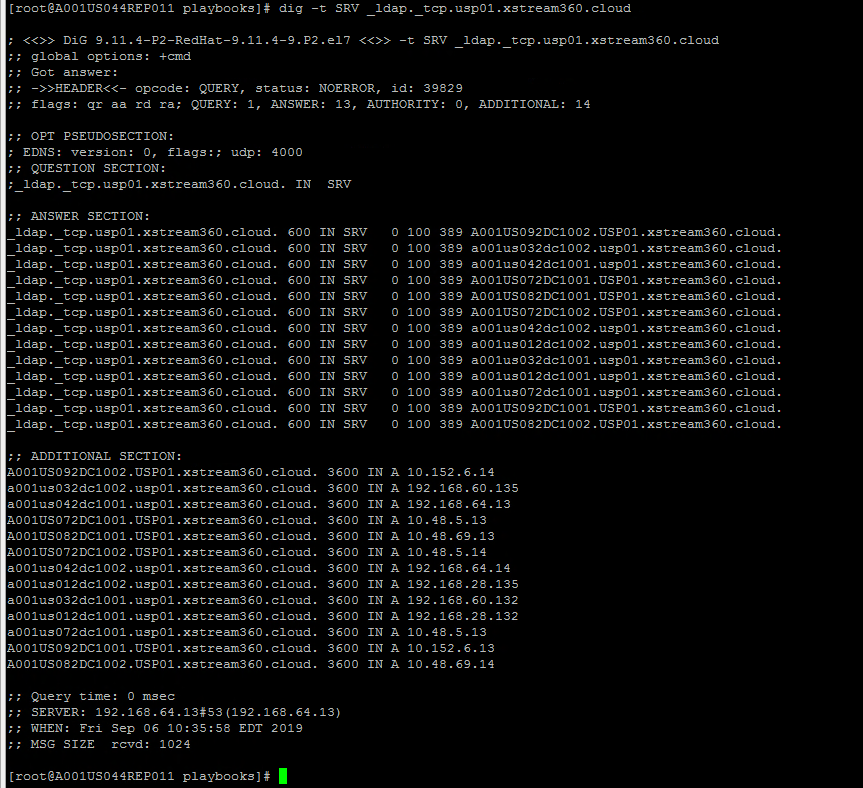 [root@A001US044REP011 playbooks]# dig -t SRV _ldap._tcp.usp01.xstream360.cloud
; <<>> DiG 9.11.4-P2-RedHat-9.11.4-9.P2.el7 <<>> -t SRV _ldap._tcp.usp01.xstream360.cloud
;; global options: +cmd
;; Got answer:
;; ->>HEADER<<- opcode: QUERY, status: NOERROR, id: 39829
;; flags: qr aa rd ra; QUERY: 1, ANSWER: 13, AUTHORITY: 0, ADDITIONAL: 14
;; OPT PSEUDOSECTION:
; EDNS: version: 0, flags:; udp: 4000
;; QUESTION SECTION:
;_ldap._tcp.usp01.xstream360.cloud. IN  SRV
;; ANSWER SECTION:
_ldap._tcp.usp01.xstream360.cloud. 600 IN SRV   0 100 389 A001US092DC1002.USP01.xstream360.cloud.
_ldap._tcp.usp01.xstream360.cloud. 600 IN SRV   0 100 389 a001us032dc1002.usp01.xstream360.cloud.
_ldap._tcp.usp01.xstream360.cloud. 600 IN SRV   0 100 389 a001us042dc1001.usp01.xstream360.cloud.
_ldap._tcp.usp01.xstream360.cloud. 600 IN SRV   0 100 389 A001US072DC1001.USP01.xstream360.cloud.
_ldap._tcp.usp01.xstream360.cloud. 600 IN SRV   0 100 389 A001US082DC1001.USP01.xstream360.cloud.
_ldap._tcp.usp01.xstream360.cloud. 600 IN SRV   0 100 389 A001US072DC1002.USP01.xstream360.cloud.
_ldap._tcp.usp01.xstream360.cloud. 600 IN SRV   0 100 389 a001us042dc1002.usp01.xstream360.cloud.
_ldap._tcp.usp01.xstream360.cloud. 600 IN SRV   0 100 389 a001us012dc1002.usp01.xstream360.cloud.
_ldap._tcp.usp01.xstream360.cloud. 600 IN SRV   0 100 389 a001us032dc1001.usp01.xstream360.cloud.
_ldap._tcp.usp01.xstream360.cloud. 600 IN SRV   0 100 389 a001us012dc1001.usp01.xstream360.cloud.
_ldap._tcp.usp01.xstream360.cloud. 600 IN SRV   0 100 389 a001us072dc1001.usp01.xstream360.cloud.
_ldap._tcp.usp01.xstream360.cloud. 600 IN SRV   0 100 389 A001US092DC1001.USP01.xstream360.cloud.
_ldap._tcp.usp01.xstream360.cloud. 600 IN SRV   0 100 389 A001US082DC1002.USP01.xstream360.cloud.
;; ADDITIONAL SECTION:
A001US092DC1002.USP01.xstream360.cloud. 3600 IN A 10.152.6.14
a001us032dc1002.usp01.xstream360.cloud. 3600 IN A 192.168.60.135
a001us042dc1001.usp01.xstream360.cloud. 3600 IN A 192.168.64.13
A001US072DC1001.USP01.xstream360.cloud. 3600 IN A 10.48.5.13
A001US082DC1001.USP01.xstream360.cloud. 3600 IN A 10.48.69.13
A001US072DC1002.USP01.xstream360.cloud. 3600 IN A 10.48.5.14
a001us042dc1002.usp01.xstream360.cloud. 3600 IN A 192.168.64.14
a001us012dc1002.usp01.xstream360.cloud. 3600 IN A 192.168.28.135
a001us032dc1001.usp01.xstream360.cloud. 3600 IN A 192.168.60.132
a001us012dc1001.usp01.xstream360.cloud. 3600 IN A 192.168.28.132
a001us072dc1001.usp01.xstream360.cloud. 3600 IN A 10.48.5.13
A001US092DC1001.USP01.xstream360.cloud. 3600 IN A 10.152.6.13
A001US082DC1002.USP01.xstream360.cloud. 3600 IN A 10.48.69.14
;; Query time: 0 msec
;; SERVER: 192.168.64.13#53(192.168.64.13)
;; WHEN: Fri Sep 06 10:35:58 EDT 2019
;; MSG SIZE  rcvd: 1024
[root@A001US044REP011 playbooks]#